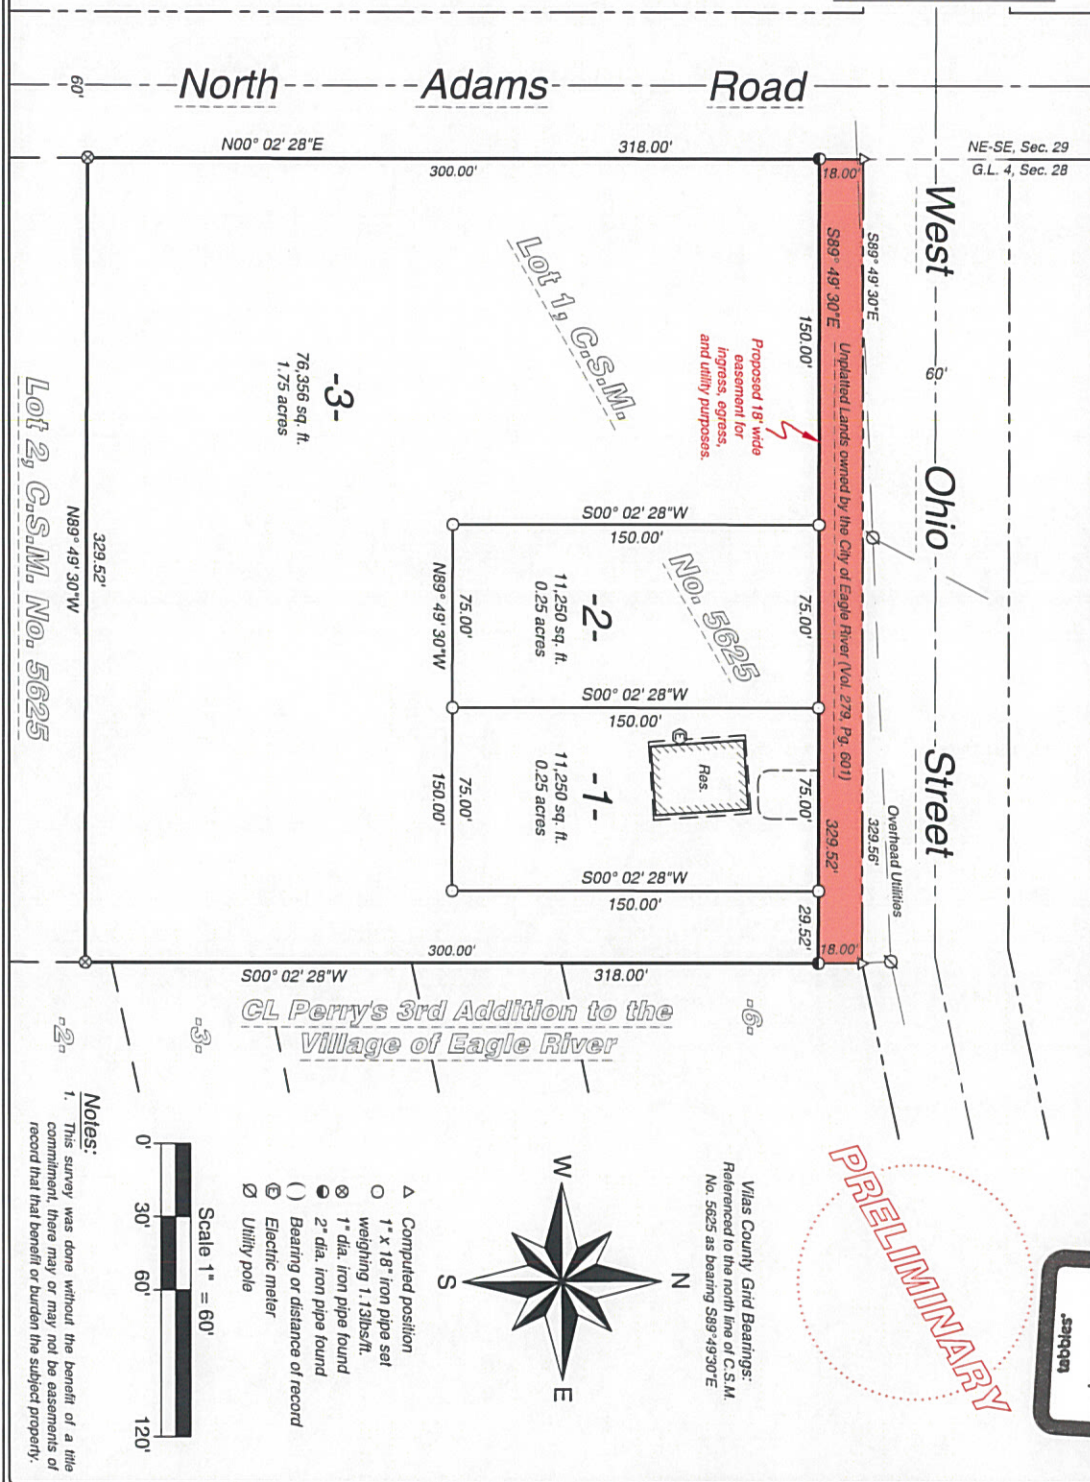 North Adams Road
60'
N00° 02' 28"E
318.00'
300.00'
18.00'
NE-SE, Sec. 29
G.L. 4, Sec. 28
West Ohio Street
60'
S89° 49' 30"E
S89° 49' 30"E
Unplatted Lands owned by the City of Eagle River (Vol. 279, Pg. 601)
329.52'
329.56'
Overhead Utilities
18.00'
150.00'
75.00'
75.00'
29.52'
Proposed 18' wide
easement for
ingress, egress,
and utility purposes.
Lot 1, C.S.M.
No. 5625
-3-
76,356 sq. ft.
1.75 acres
S00° 02' 28"W
150.00'
-2-
11,250 sq. ft.
0.25 acres
75.00'
N89° 49' 30"W
S00° 02' 28"W
150.00'
E
Res.
-1-
11,250 sq. ft.
0.25 acres
75.00'
150.00'
S00° 02' 28"W
150.00'
329.52'
N89° 49' 30"W
Lot 2, C.S.M. No. 5625
300.00'
S00° 02' 28"W
318.00'
CL Perry's 3rd Addition to the
Village of Eagle River
-6-
-3-
-2-
PRELIMINARY
tabbies'
Vilas County Grid Bearings:
Referenced to the north line of C.S.M.
No. 5625 as bearing S89°49'30"E
N
E
S
W
Computed position
1" x 18" iron pipe set
weighing 1.13lbs/ft.
1" dia. iron pipe found
2" dia. iron pipe found
( ) Bearing or distance of record
E Electric meter
Utility pole
Scale 1" = 60'
0' 30' 60' 120'
Notes:
1. This survey was done without the benefit of a title
commitment, there may or may not be easements of
record that that benefit or burden the subject property.